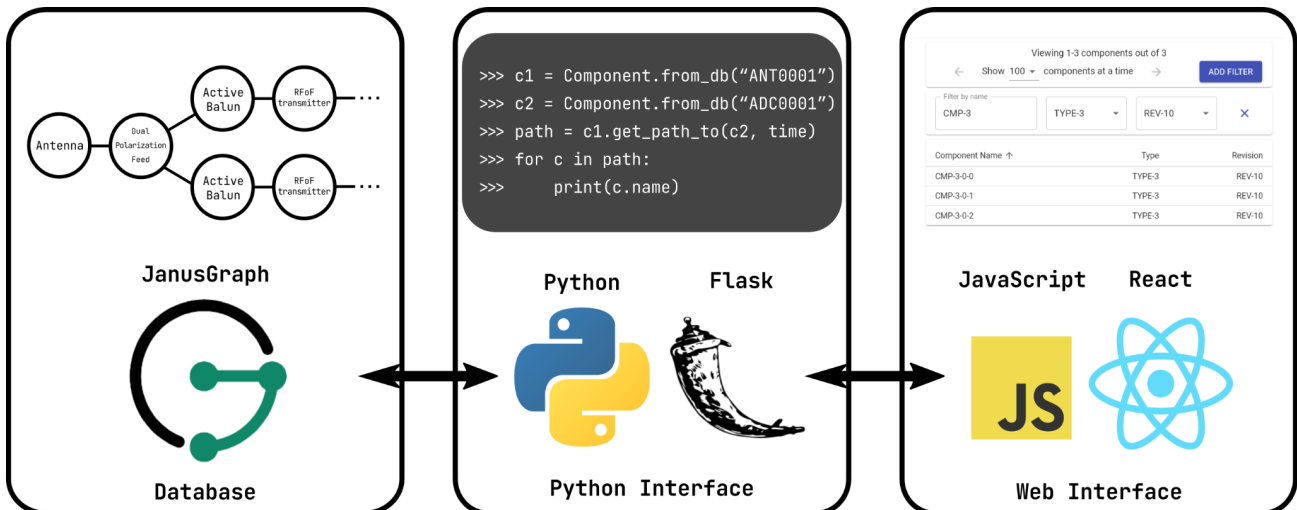 Antenna
Dual
Polarization
Feed
Active
Balun
RFoF
transmitter
...
Active
Balun
RFoF
transmitter
...
JanusGraph
Database
>>> c1 = Component.from_db(“ANT0001”)
>>> c2 = Component.from_db(“ADC0001”)
>>> path = c1.get_path_to(c2, time)
>>> for c in path:
>>>     print(c.name)
Python Flask
Python Interface
Viewing 1-3 components out of 3
← Show 100 components at a time →
ADD FILTER
Filter by name
CMP-3 TYPE-3 REV-10 ✕
Component Name ↑ Type Revision
CMP-3-0-0 TYPE-3 REV-10
CMP-3-0-1 TYPE-3 REV-10
CMP-3-0-2 TYPE-3 REV-10
JavaScript React
JS
Web Interface